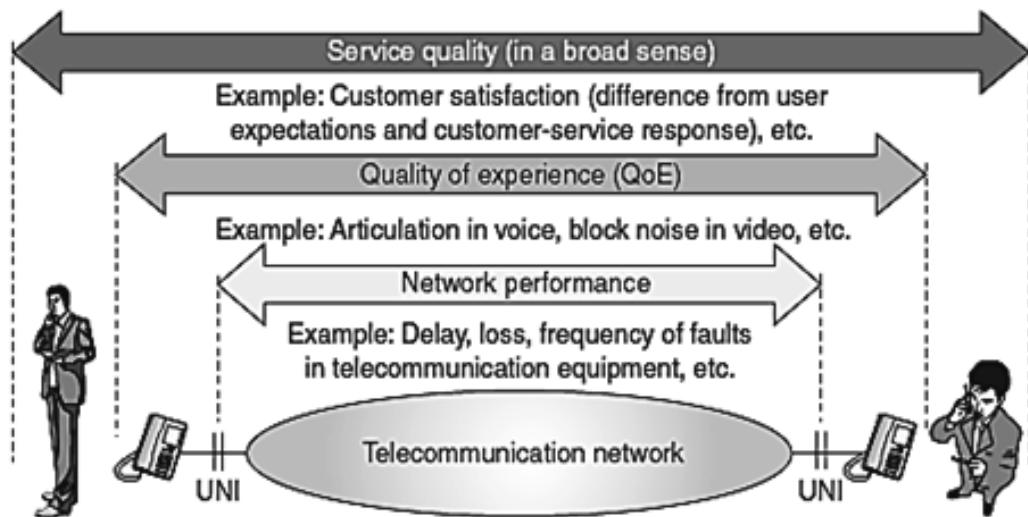 Service quality (in a broad sense)
Example: Customer satisfaction (difference from user
expectations and customer-service response), etc.
Quality of experience (QoE)
Example: Articulation in voice, block noise in video, etc.
Network performance
Example: Delay, loss, frequency of faults
in telecommunication equipment, etc.
Telecommunication network
UNI
UNI